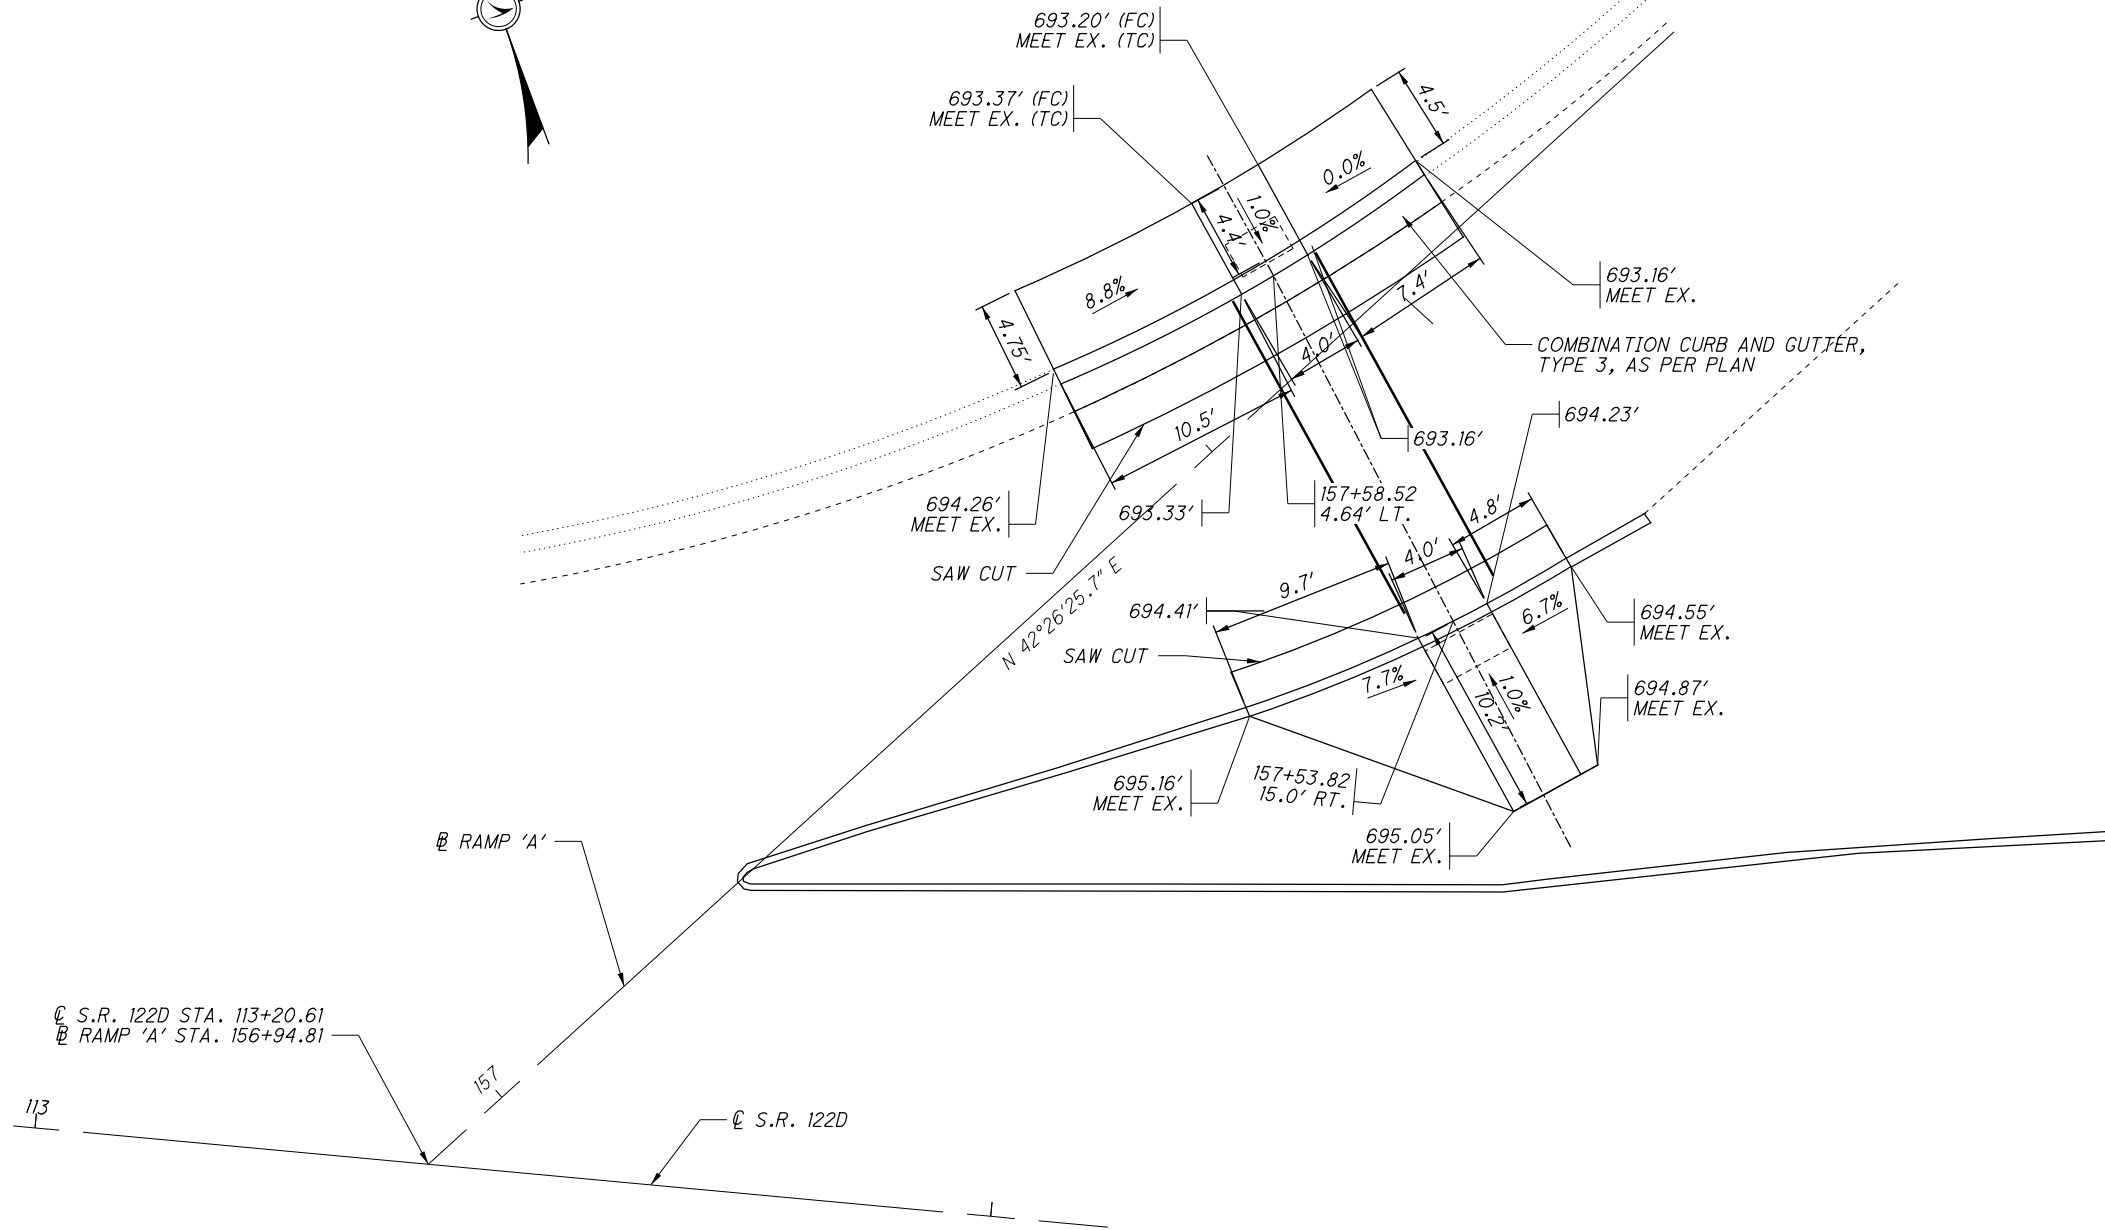 693.20' (FC)
MEET EX. (TC)
693.37' (FC)
MEET EX. (TC)
4.5'
0.0%
1.0%
4.4'
8.8%
4.75'
693.16'
MEET EX.
7.4'
COMBINATION CURB AND GUTTER,
TYPE 3, AS PER PLAN
4.0'
10.5'
694.23'
693.16'
694.26'
MEET EX.
693.33'
157+58.52
4.64' LT.
4.8'
SAW CUT
4.0'
9.7'
N 42°26'25.7" E
694.41'
6.7%
694.55'
MEET EX.
SAW CUT
7.7%
1.0%
10.2'
694.87'
MEET EX.
695.16'
MEET EX.
157+53.82
15.0' RT.
695.05'
MEET EX.
℄ RAMP 'A'
℄ S.R. 122D STA. 113+20.61
℄ RAMP 'A' STA. 156+94.81
157
113
℄ S.R. 122D